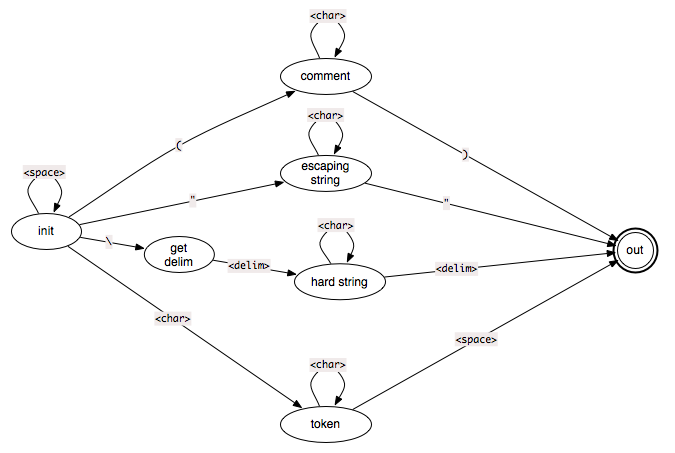 <char>
comment
<char>
(
)
escaping
string
<space>
"
"
init
<char>
\
get
delim
<delim>
hard string
<delim>
out
<char>
<space>
<char>
token